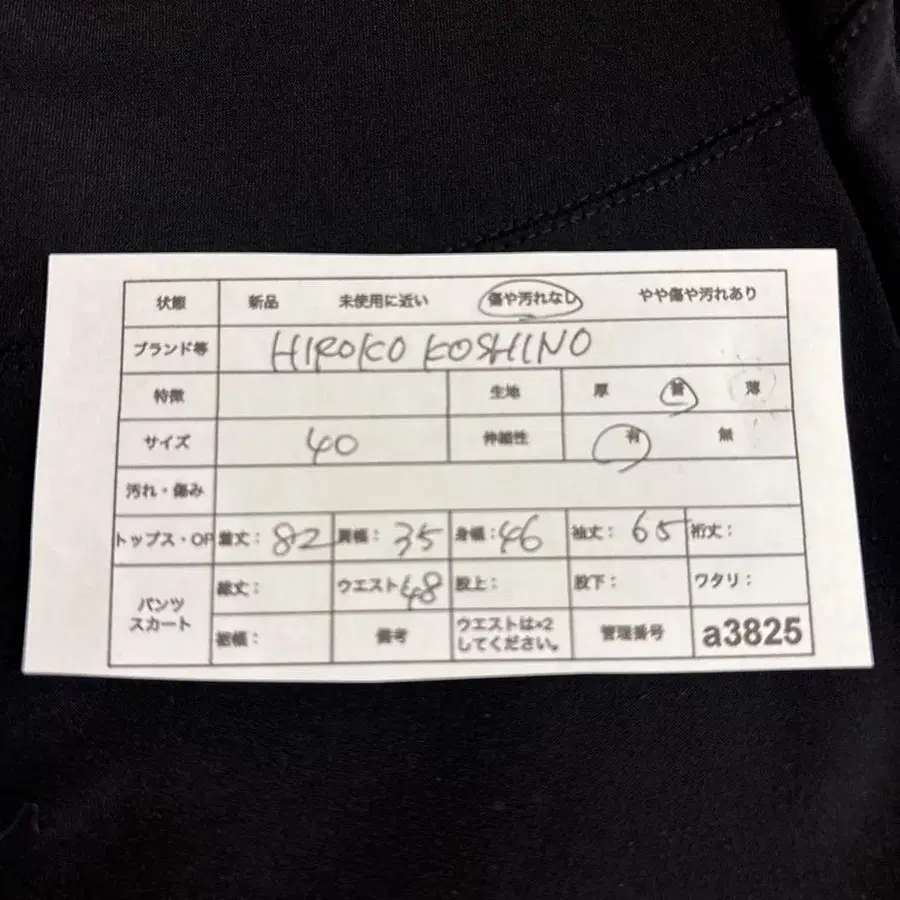 状態 新品 未使用に近い 傷や汚れなし やや傷や汚れあり
ブランド等 HIROKO KOSHINO
特徴 生地 厚 普 薄
サイズ 40 伸縮性 有 無
汚れ・傷み
トップス・OP 着丈: 82 肩幅: 35 身幅: 46 袖丈: 65 裄丈:
パンツ スカート
総丈: ウエスト 48 股上: 股下: ワタリ:
裾幅: 備考 ウエストは×2
してください。 管理番号 a3825